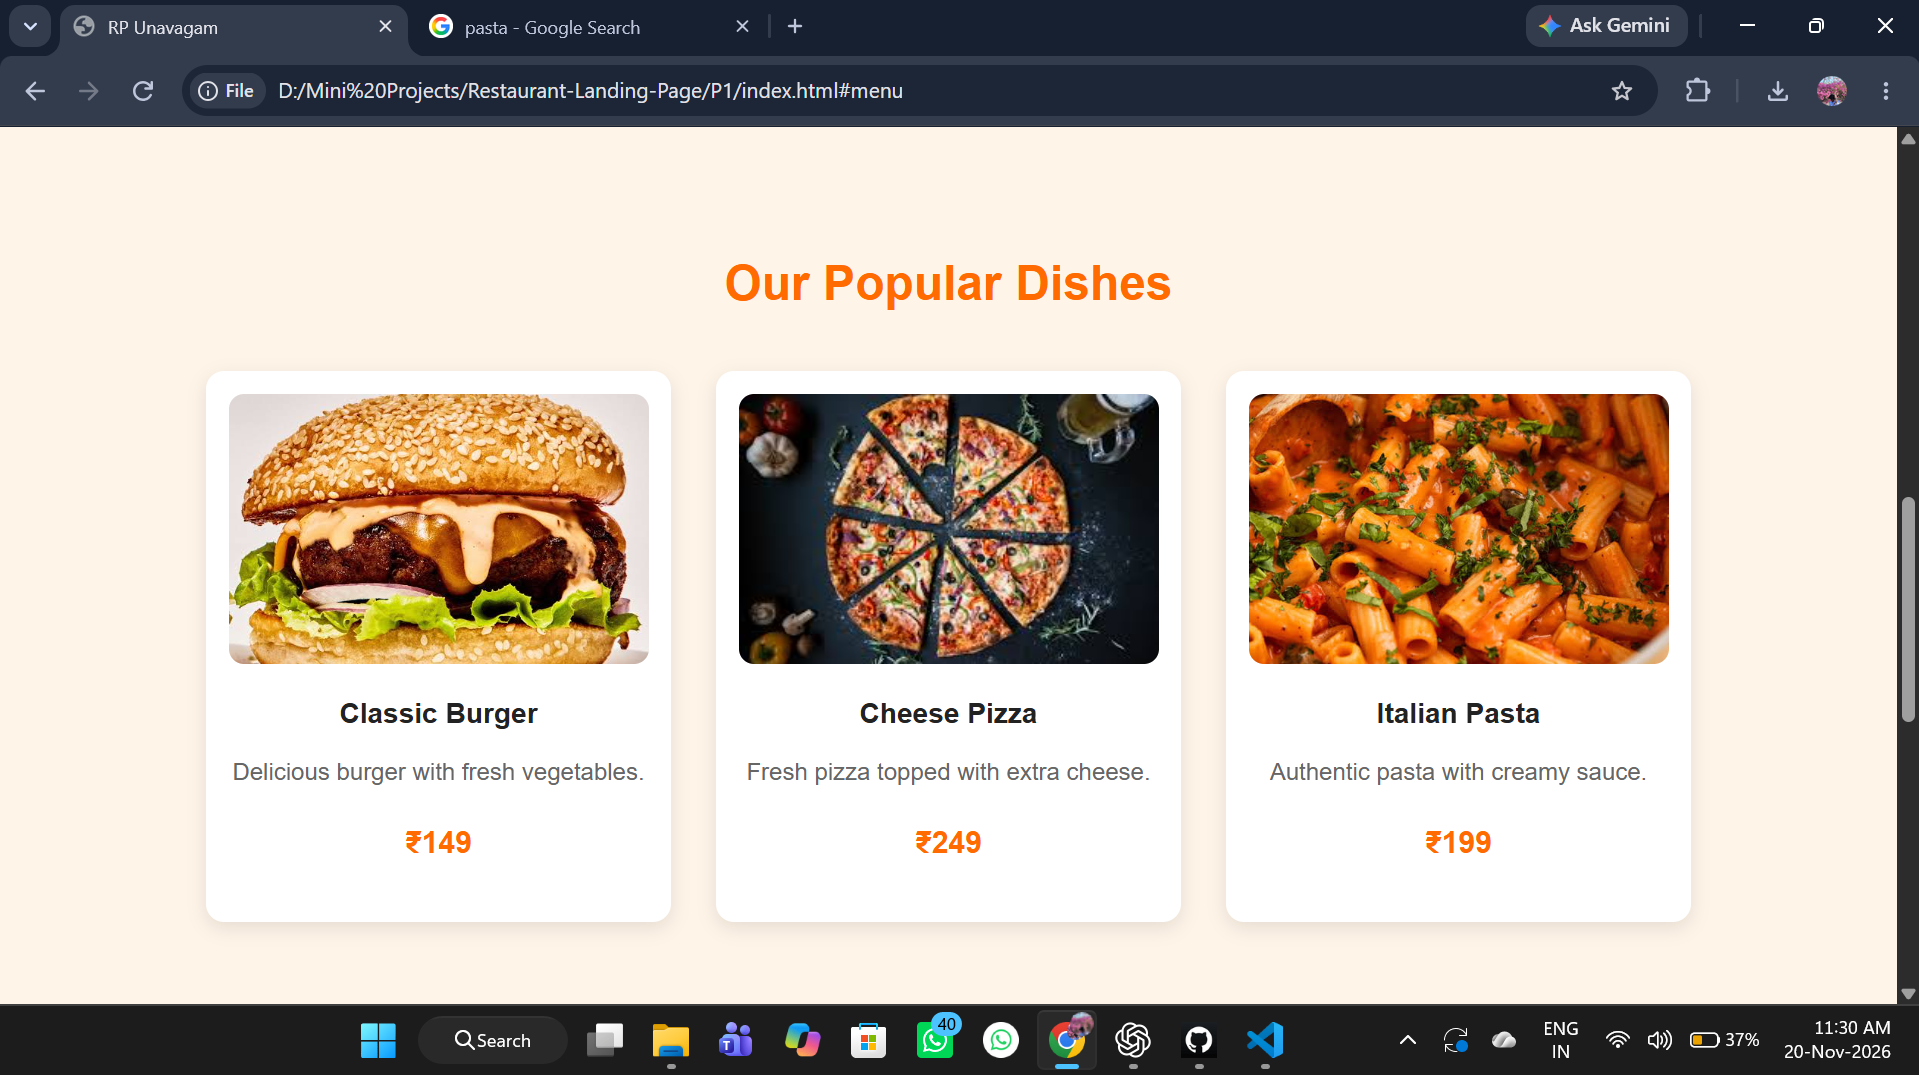 RP Unavagam
pasta - Google Search
Ask Gemini
File
D:/Mini%20Projects/Restaurant-Landing-Page/P1/index.html#menu
Our Popular Dishes
Classic Burger
Delicious burger with fresh vegetables.
₹149
Cheese Pizza
Fresh pizza topped with extra cheese.
₹249
Italian Pasta
Authentic pasta with creamy sauce.
₹199
Search
T
40
ENG
IN
37%
11:30 AM
20-Nov-2026